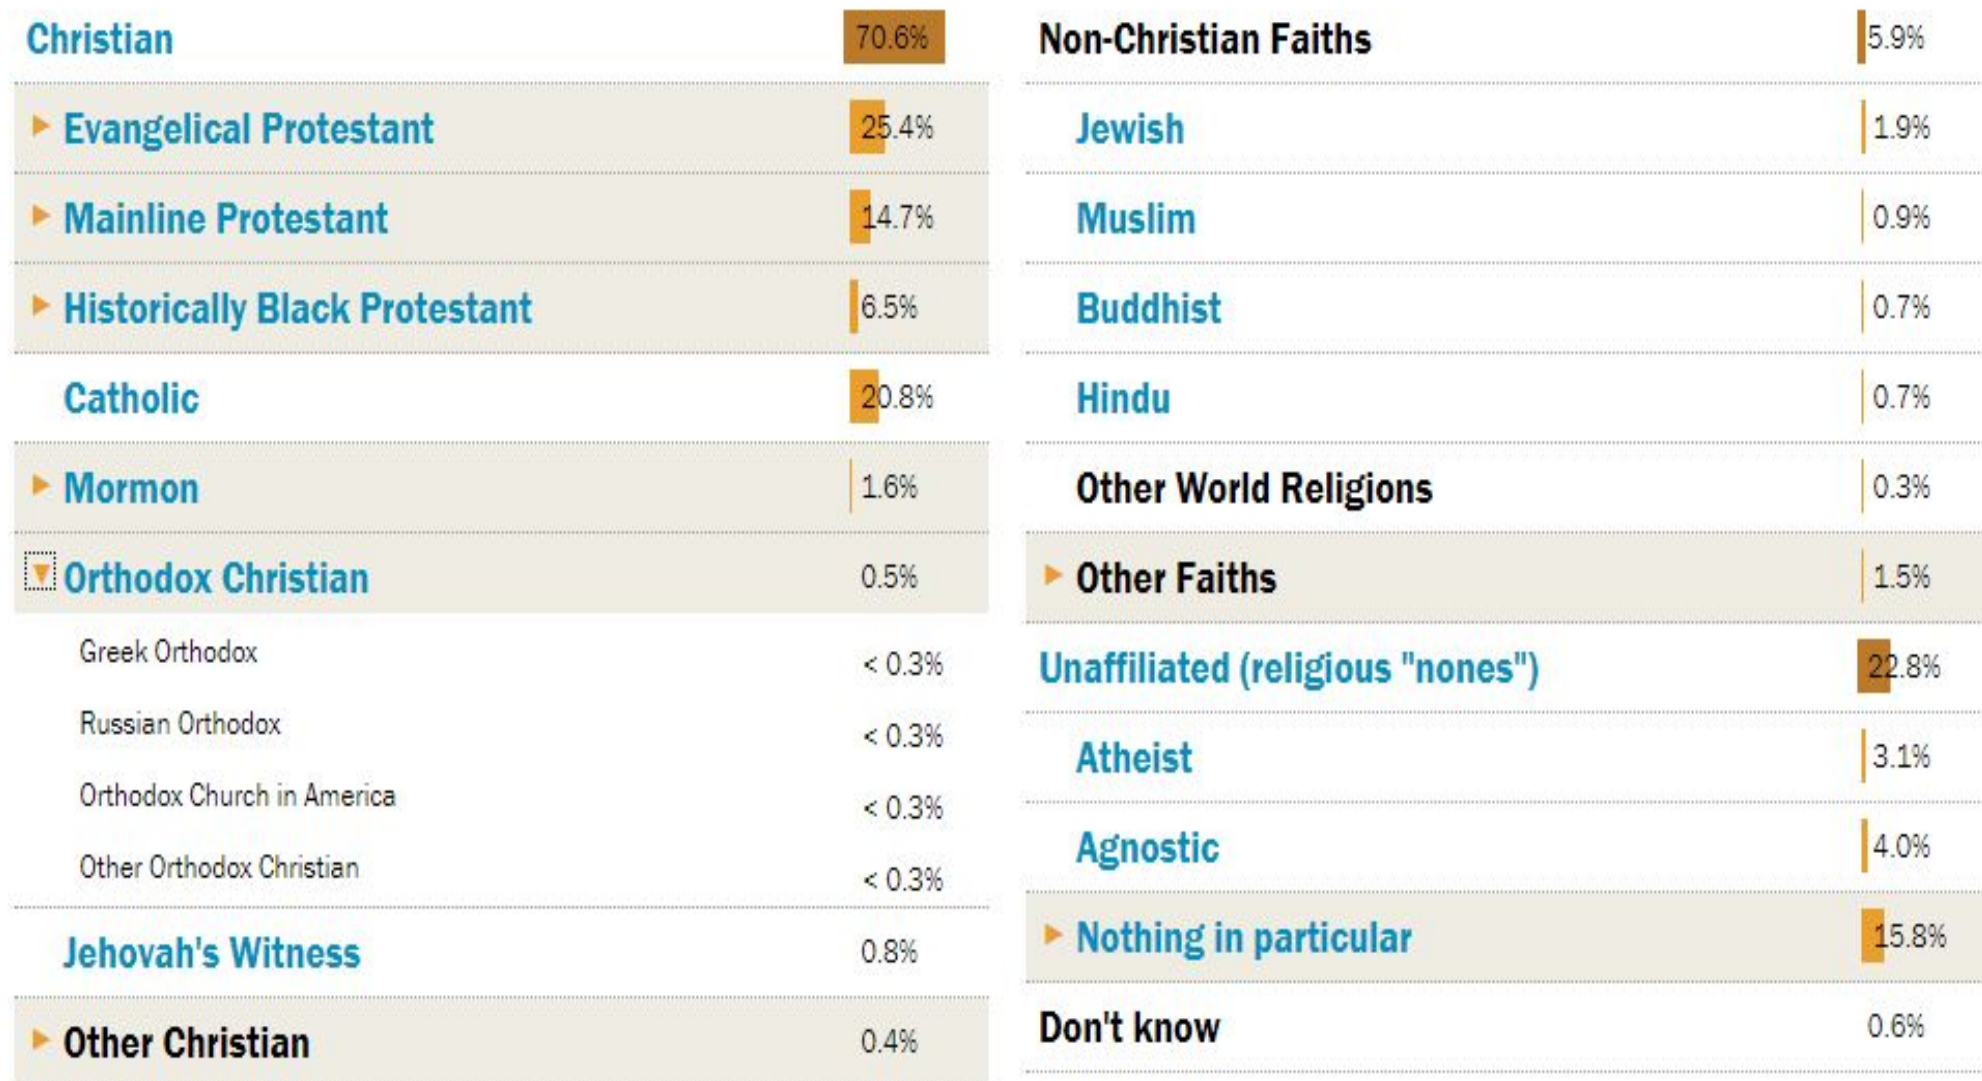 Christian 70.6%
Evangelical Protestant 25.4%
Mainline Protestant 14.7%
Historically Black Protestant 6.5%
Catholic 20.8%
Mormon 1.6%
Orthodox Christian 0.5%
Greek Orthodox < 0.3%
Russian Orthodox < 0.3%
Orthodox Church in America < 0.3%
Other Orthodox Christian < 0.3%
Jehovah's Witness 0.8%
Other Christian 0.4%
Non-Christian Faiths 5.9%
Jewish 1.9%
Muslim 0.9%
Buddhist 0.7%
Hindu 0.7%
Other World Religions 0.3%
Other Faiths 1.5%
Unaffiliated (religious "nones") 22.8%
Atheist 3.1%
Agnostic 4.0%
Nothing in particular 15.8%
Don't know 0.6%